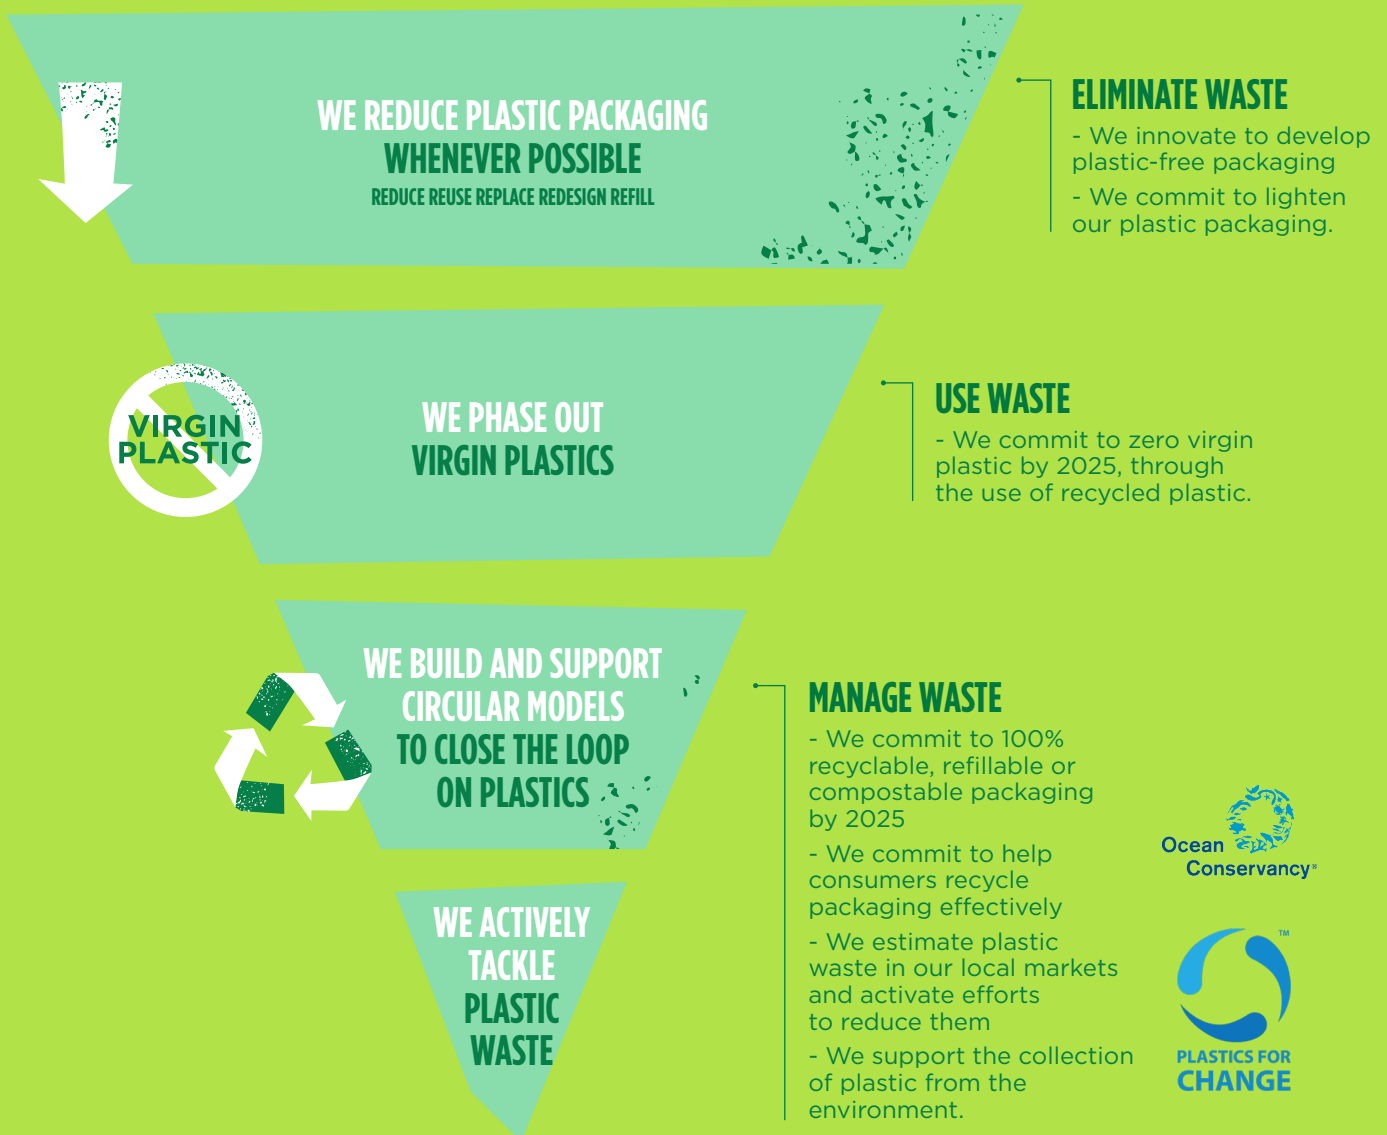 WE REDUCE PLASTIC PACKAGING
WHENEVER POSSIBLE
REDUCE REUSE REPLACE REDESIGN REFILL
ELIMINATE WASTE
- We innovate to develop
plastic-free packaging
- We commit to lighten
our plastic packaging.
VIRGIN
PLASTIC
WE PHASE OUT
VIRGIN PLASTICS
USE WASTE
- We commit to zero virgin
plastic by 2025, through
the use of recycled plastic.
WE BUILD AND SUPPORT
CIRCULAR MODELS
TO CLOSE THE LOOP
ON PLASTICS
MANAGE WASTE
- We commit to 100%
recyclable, refillable or
compostable packaging
by 2025
- We commit to help
consumers recycle
packaging effectively
- We estimate plastic
waste in our local markets
and activate efforts
to reduce them
- We support the collection
of plastic from the
environment.
Ocean
Conservancy®
TM
PLASTICS FOR
CHANGE
WE ACTIVELY
TACKLE
PLASTIC
WASTE